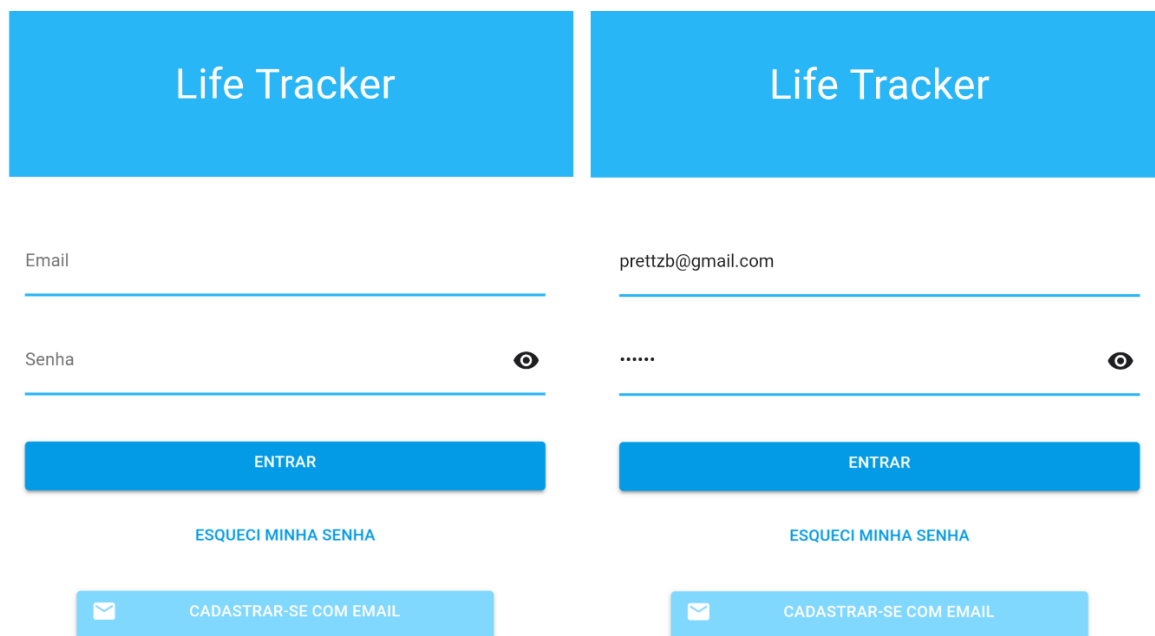 Life Tracker
Email
Senha
ENTRAR
ESQUECI MINHA SENHA
CADASTRAR-SE COM EMAIL
Life Tracker
prettzb@gmail.com
••••••
ENTRAR
ESQUECI MINHA SENHA
CADASTRAR-SE COM EMAIL